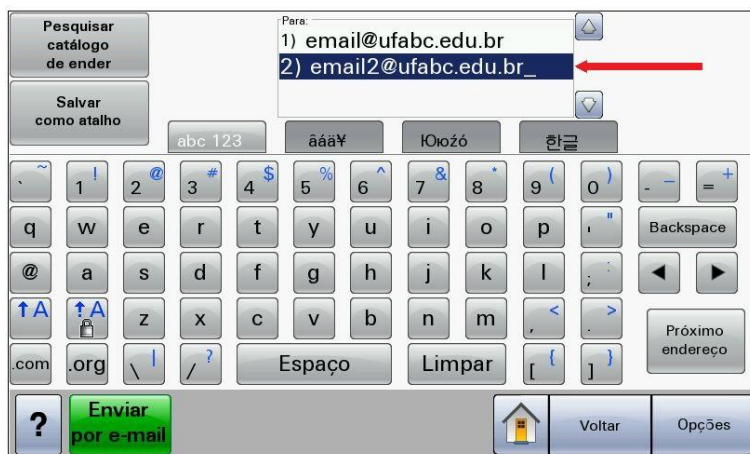 Pesquisar
catálogo
de ender
Para:
1) email@ufabc.edu.br
2) email2@ufabc.edu.br_
Salvar
como atalho
abc 123
âáä¥
Ююźó
한글
` ~ 1 ! 2 @ 3 # 4 $ 5 % 6 ^ 7 & 8 * 9 ( 0 ) - _ = +
q w e r t y u i o p ' " Backspace
@ a s d f g h j k l ; :
A A z x c v b n m , < . >
Próximo
endereço
.com .org \ | / ? Espaço Limpar [ { ] }
? Enviar
por e-mail
Voltar
Opções